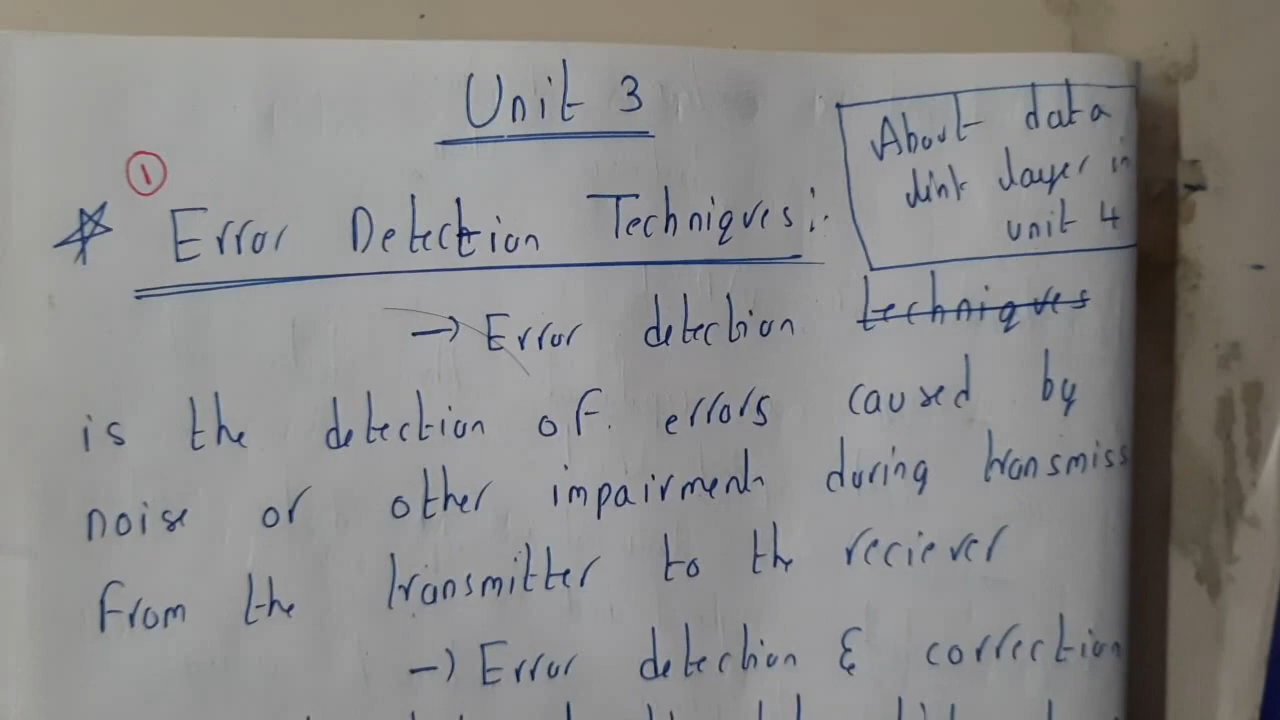 Unit 3
About data
link layer in
unit 4
①
☆ Error Detection Techniques:-
→ Error detection techniques
is the detection of errors caused by
noise or other impairments during transmiss
from the transmitter to the reciever
→ Error detection & correction